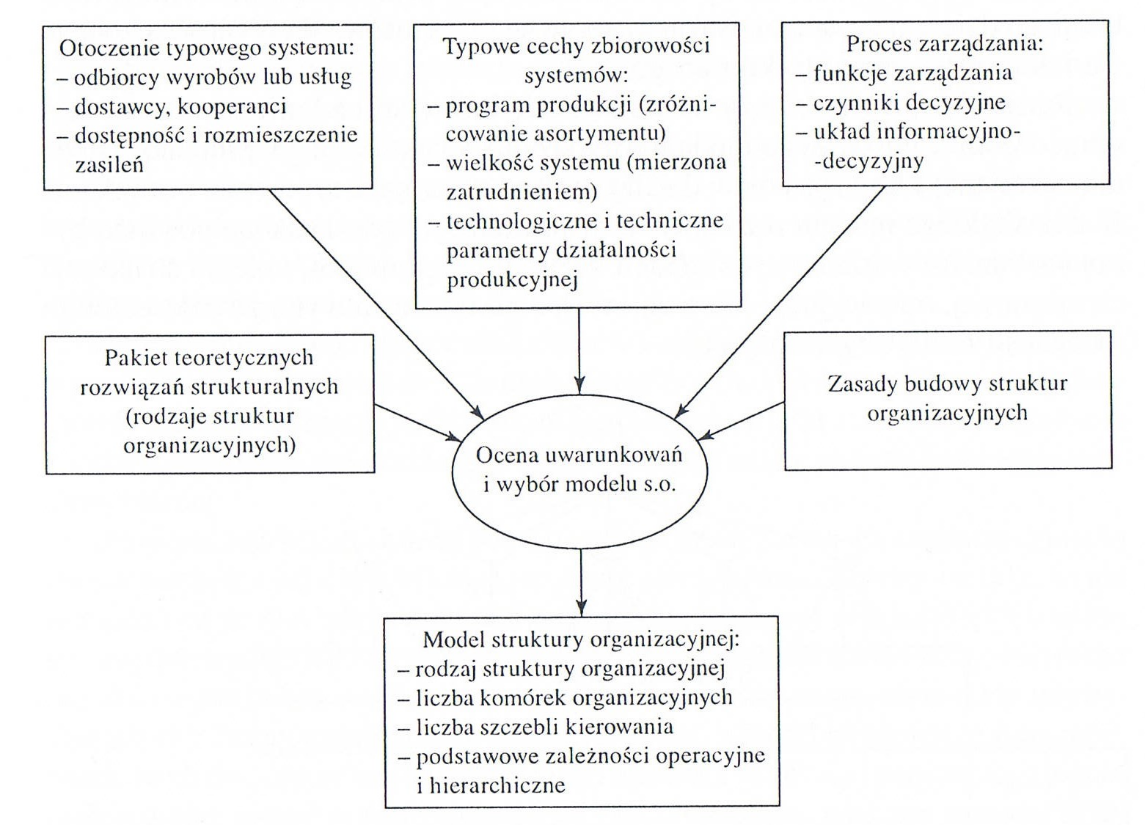 Otoczenie typowego systemu:
– odbiorcy wyrobów lub usług
– dostawcy, kooperanci
– dostępność i rozmieszczenie
zasileń
Typowe cechy zbiorowości
systemów:
– program produkcji (zróżni-
cowanie asortymentu)
– wielkość systemu (mierzona
zatrudnieniem)
– technologiczne i techniczne
parametry działalności
produkcyjnej
Proces zarządzania:
– funkcje zarządzania
– czynniki decyzyjne
– układ informacyjno-
-decyzyjny
Pakiet teoretycznych
rozwiązań strukturalnych
(rodzaje struktur
organizacyjnych)
Zasady budowy struktur
organizacyjnych
Ocena uwarunkowań
i wybór modelu s.o.
Model struktury organizacyjnej:
– rodzaj struktury organizacyjnej
– liczba komórek organizacyjnych
– liczba szczebli kierowania
– podstawowe zależności operacyjne
i hierarchiczne